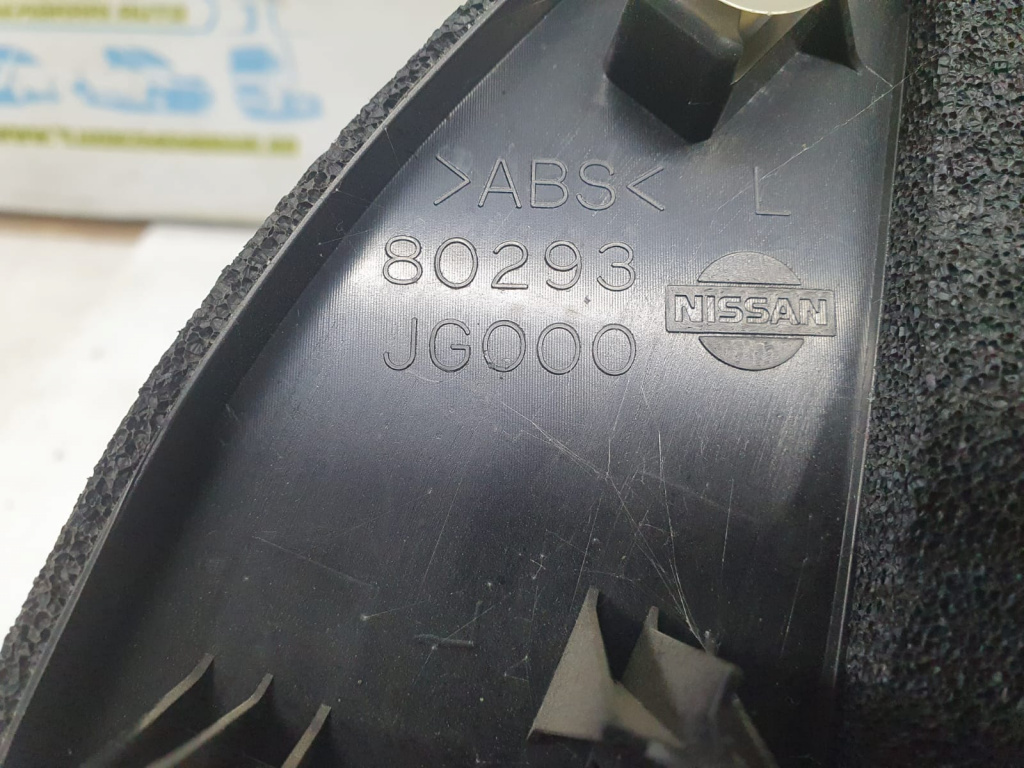 >ABS< L
80293
JG000
NISSAN